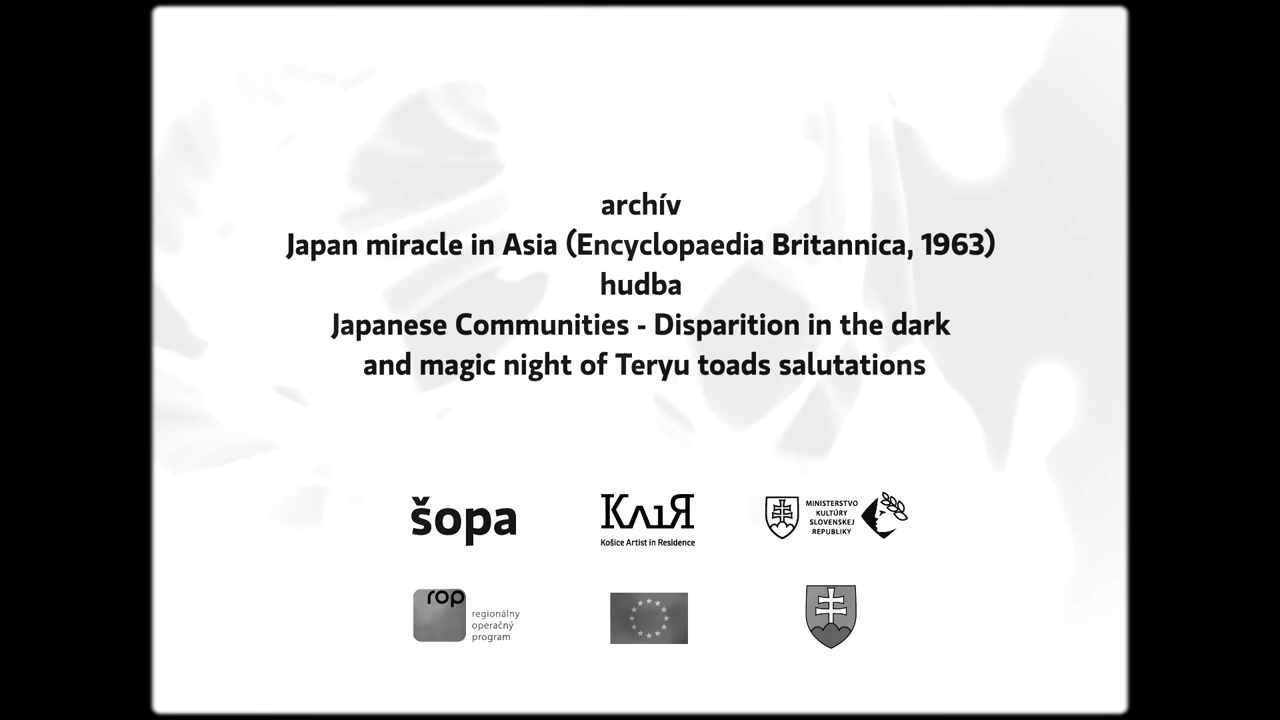 archív
Japan miracle in Asia (Encyclopaedia Britannica, 1963)
hudba
Japanese Communities - Disparition in the dark
and magic night of Teryu toads salutations
šopa
KAIR
Košice Artist in Residence
MINISTERSTVO
KULTÚRY
SLOVENSKEJ
REPUBLIKY
rop
regionálny
operačný
program